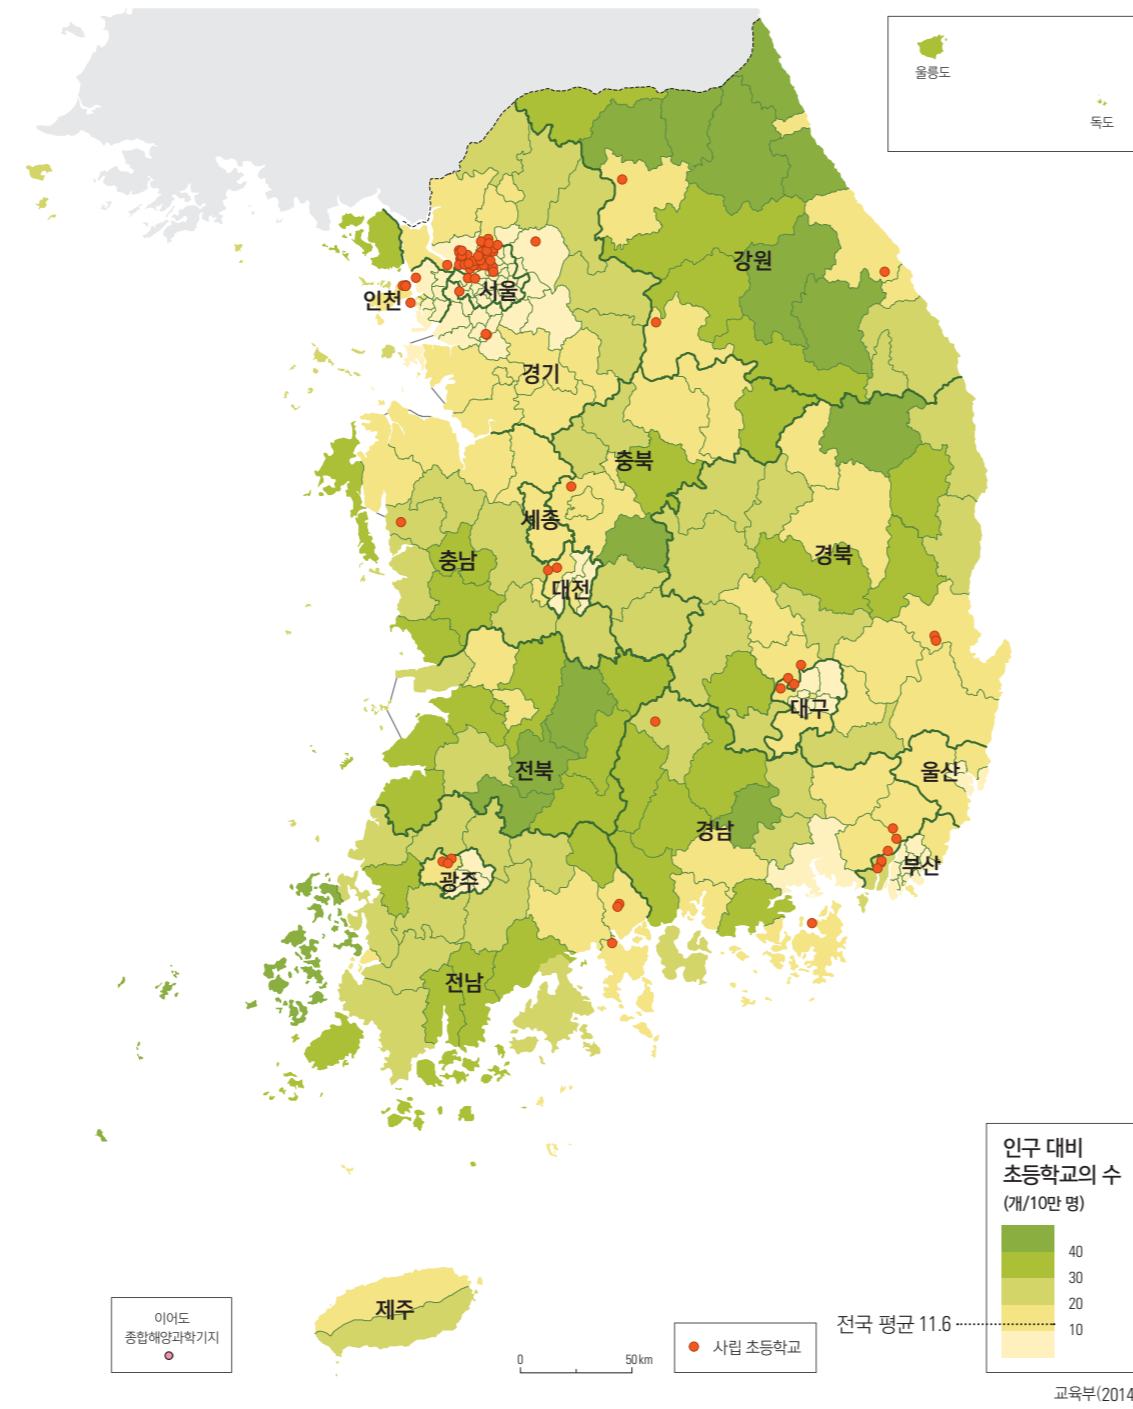 울릉도
독도
강원
서울
인천
경기
충북
세종
충남
경북
대전
대구
전북
울산
경남
부산
광주
전남
제주
인구 대비
초등학교의 수
(개/10만 명)
40
30
20
10
전국 평균 11.6
이어도
종합해양과학기지
0 50km
사립 초등학교
교육부(2014